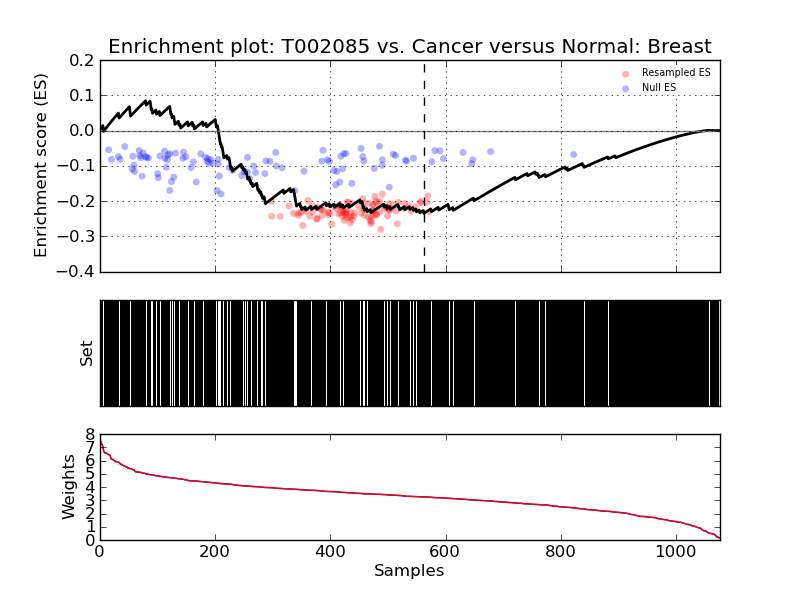 Enrichment plot: T002085 vs. Cancer versus Normal: Breast
Enrichment score (ES)
0.2
0.1
0.0
−0.1
−0.2
−0.3
−0.4
Resampled ES
Null ES
Set
Weights
8
7
6
5
4
3
2
1
0
0 200 400 600 800 1000
Samples